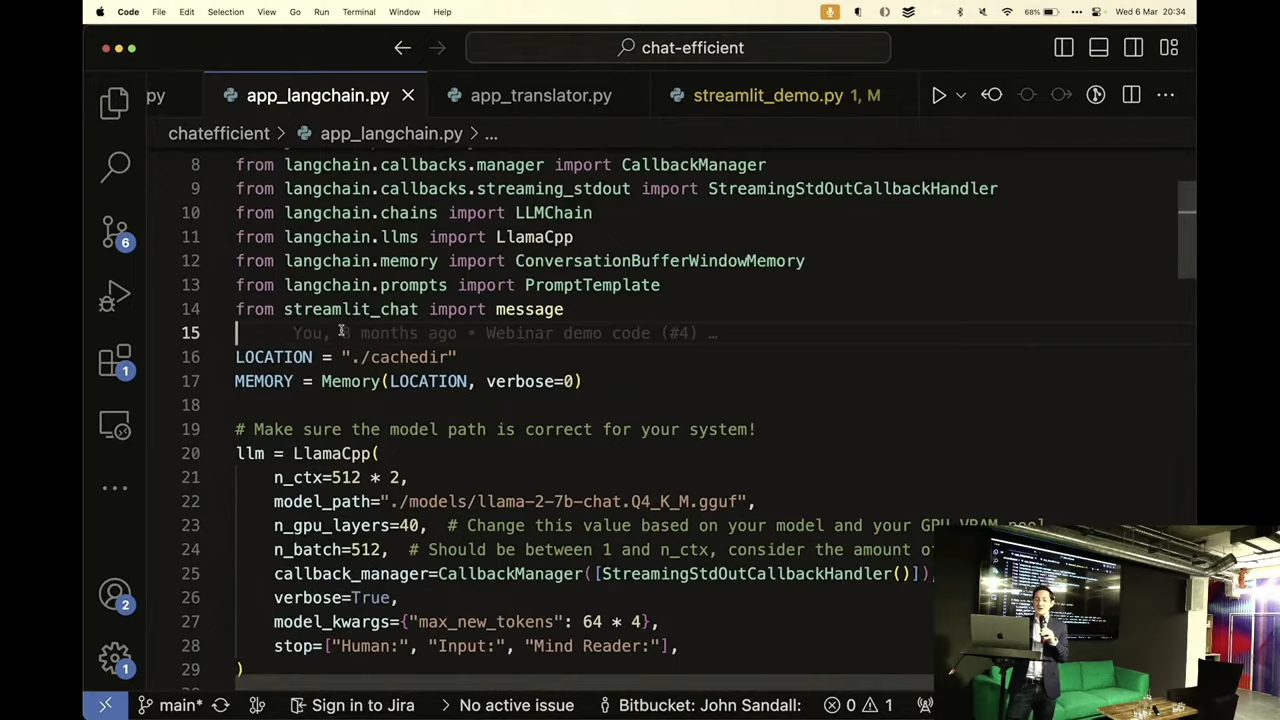 Code File Edit Selection View Go Run Terminal Window Help 68% Wed 6 Mar 20:34
chat-efficient
py app_langchain.py app_translator.py streamlit_demo.py 1, M
chatefficient > app_langchain.py > ...
8 from langchain.callbacks.manager import CallbackManager
9 from langchain.callbacks.streaming_stdout import StreamingStdOutCallbackHandler
10 from langchain.chains import LLMChain
11 from langchain.llms import LlamaCpp
12 from langchain.memory import ConversationBufferWindowMemory
13 from langchain.prompts import PromptTemplate
14 from streamlit_chat import message
15 You, months ago • Webinar demo code (#4) …
16 LOCATION = "./cachedir"
17 MEMORY = Memory(LOCATION, verbose=0)
18
19 # Make sure the model path is correct for your system!
20 llm = LlamaCpp(
21 n_ctx=512 * 2,
22 model_path="./models/llama-2-7b-chat.Q4_K_M.gguf",
23 n_gpu_layers=40, # Change this value based on your model and your GPU VRAM pool
24 n_batch=512, # Should be between 1 and n_ctx, consider the amount of
25 callback_manager=CallbackManager([StreamingStdOutCallbackHandler()]),
26 verbose=True,
27 model_kwargs={"max_new_tokens": 64 * 4},
28 stop=["Human:", "Input:", "Mind Reader:"],
29 )
6
1
2
1
main* Sign in to Jira > No active issue Bitbucket: John Sandall: 0 1